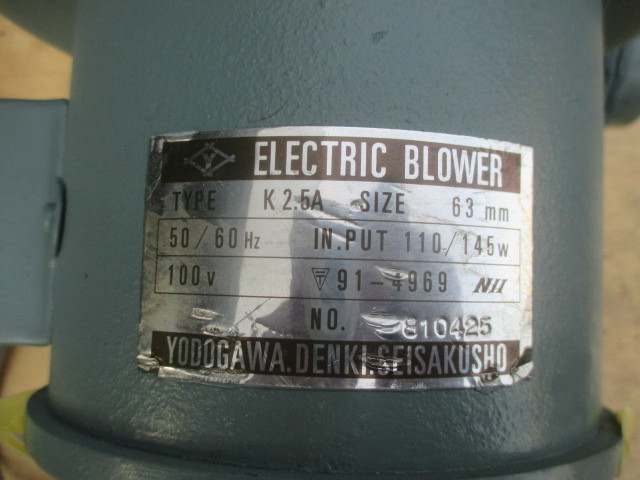 ELECTRIC BLOWER
TYPE K2.5A SIZE 63 mm
50/60 Hz IN.PUT 110/145w
100v 91-4969
NO. 810425
YODOGAWA.DENKI.SEISAKUSHO